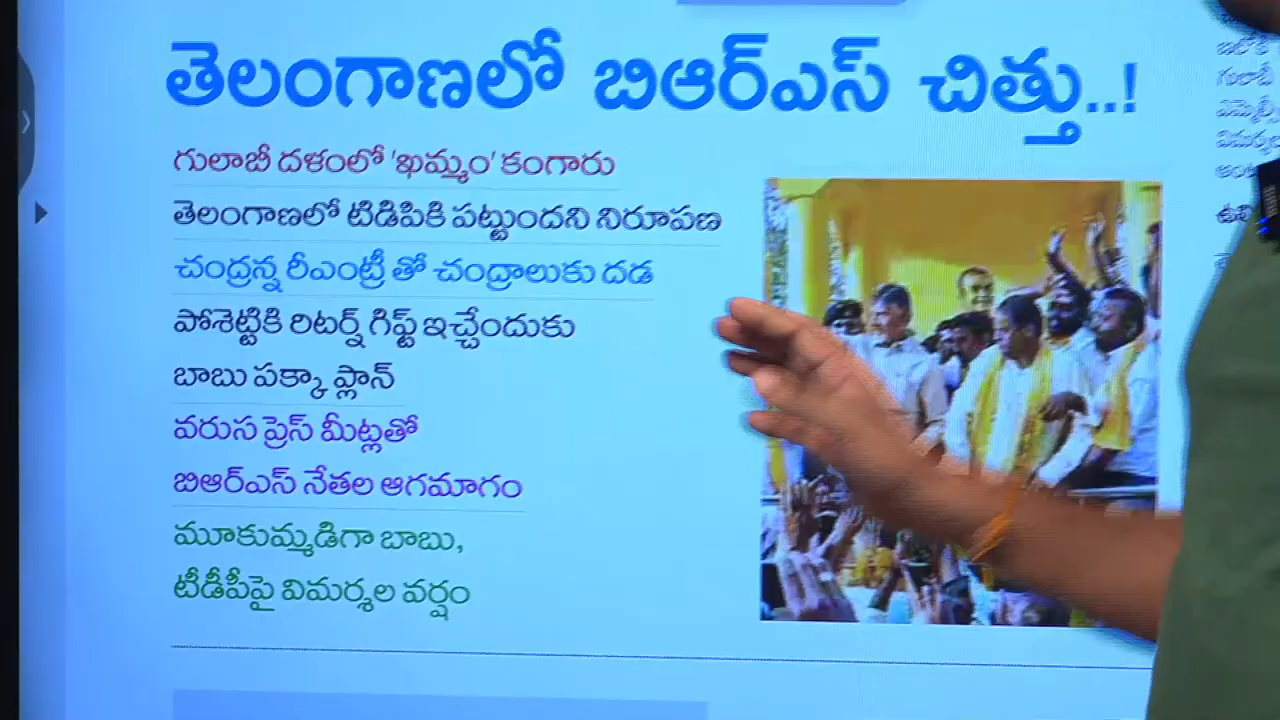 తెలంగాణలో బిఆర్ఎస్ చిత్తు..!
గులాబీ దళంలో 'ఖమ్మం' కంగారు
తెలంగాణలో టిడిపికి పట్టుందని నిరూపణ
చంద్రన్న రీఎంట్రీ తో చంద్రాలుకు దడ
పోశెట్టికి రిటర్న్ గిఫ్ట్ ఇచ్చేందుకు
బాబు పక్కా ప్లాన్
వరుస ప్రెస్ మీట్లతో
బిఆర్ఎస్ నేతల ఆగమాగం
మూకుమ్మడిగా బాబు,
టీడీపీపై విమర్శల వర్షం